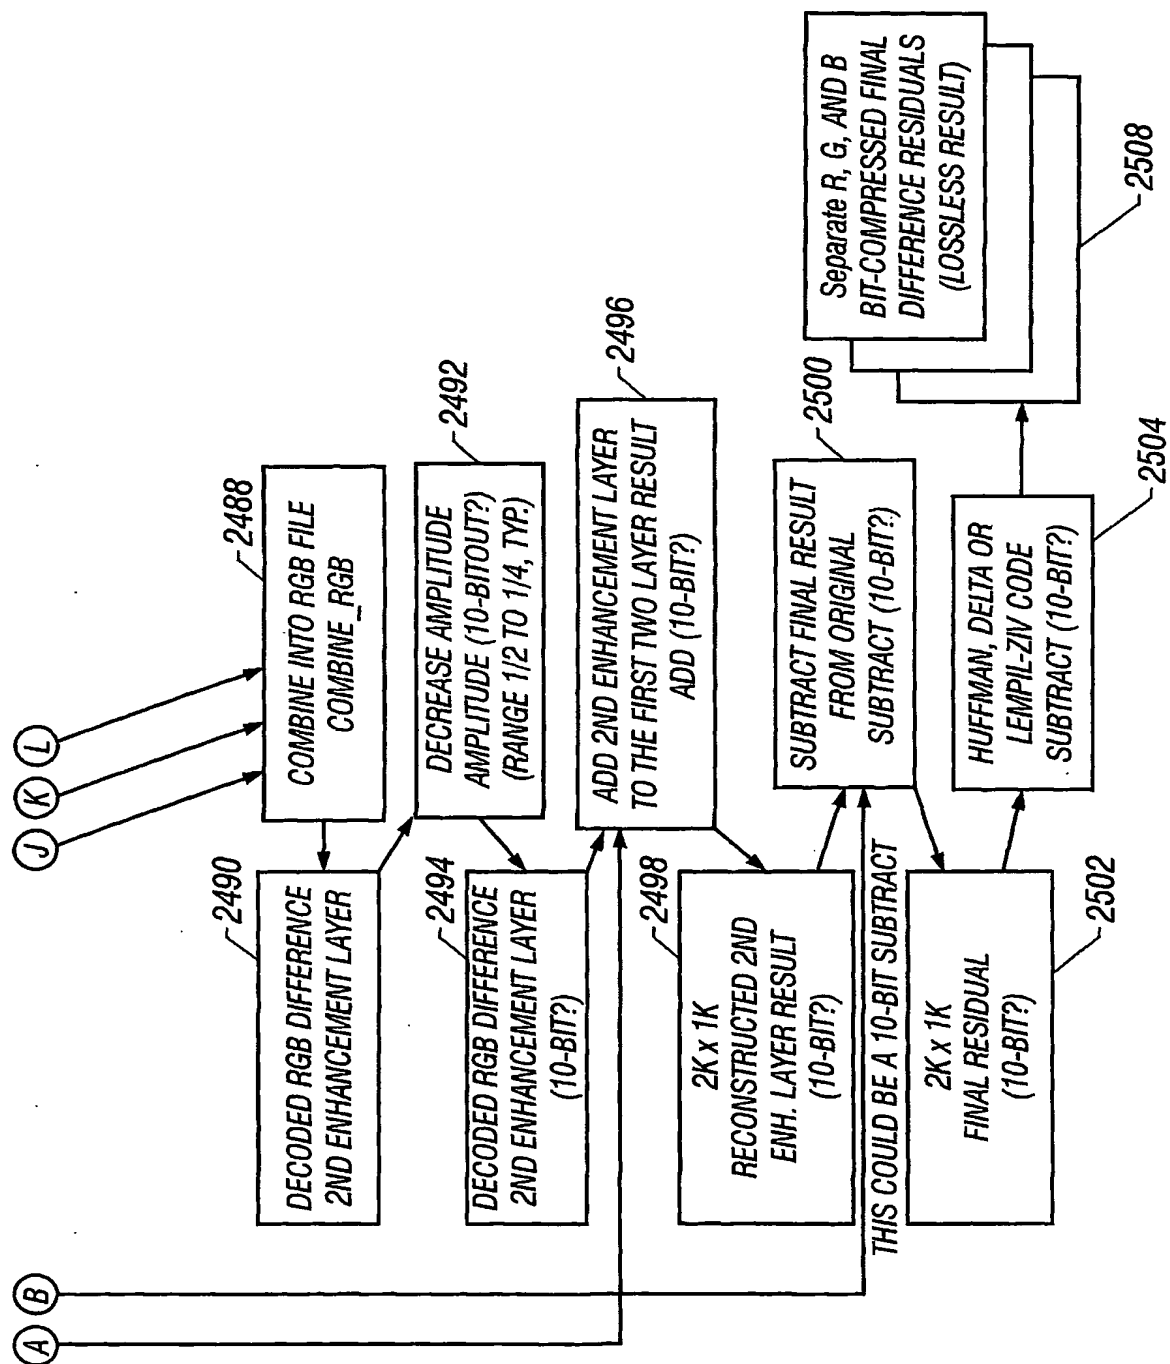 J
K
L
A
B
2488
COMBINE INTO RGB FILE
COMBINE_RGB
2490
DECODED RGB DIFFERENCE
2ND ENHANCEMENT LAYER
2492
DECREASE AMPLITUDE
AMPLITUDE (10-BITOUT?)
(RANGE 1/2 TO 1/4, TYP.)
2494
DECODED RGB DIFFERENCE
2ND ENHANCEMENT LAYER
(10-BIT?)
2496
ADD 2ND ENHANCEMENT LAYER
TO THE FIRST TWO LAYER RESULT
ADD (10-BIT?)
2498
2K x 1K
RECONSTRUCTED 2ND
ENH. LAYER RESULT
(10-BIT?)
2500
SUBTRACT FINAL RESULT
FROM ORIGINAL
SUBTRACT (10-BIT?)
THIS COULD BE A 10-BIT SUBTRACT
2K x 1K
FINAL RESIDUAL
(10-BIT?)
2502
HUFFMAN, DELTA OR
LEMPIL-ZIV CODE
SUBTRACT (10-BIT?)
2504
Separate R, G, AND B
BIT-COMPRESSED FINAL
DIFFERENCE RESIDUALS
(LOSSLESS RESULT)
2508